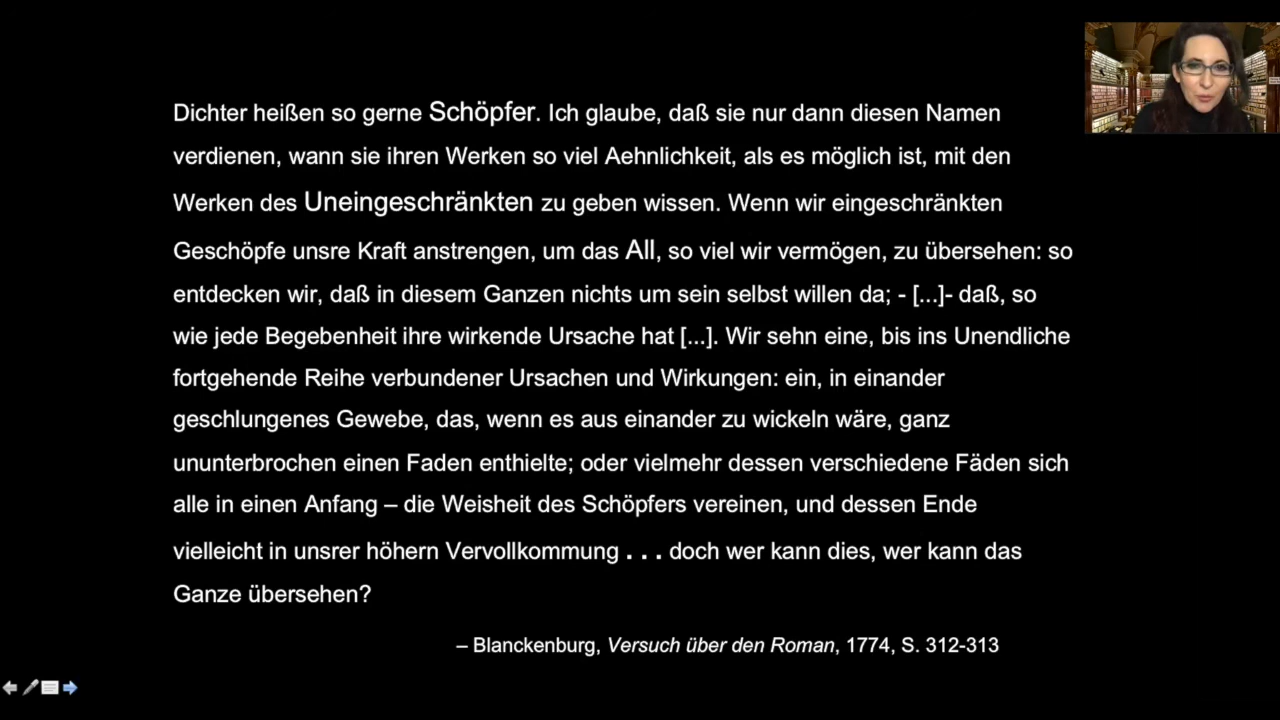 Dichter heißen so gerne Schöpfer. Ich glaube, daß sie nur dann diesen Namen
verdienen, wann sie ihren Werken so viel Aehnlichkeit, als es möglich ist, mit den
Werken des Uneingeschränkten zu geben wissen. Wenn wir eingeschränkten
Geschöpfe unsre Kraft anstrengen, um das All, so viel wir vermögen, zu übersehen: so
entdecken wir, daß in diesem Ganzen nichts um sein selbst willen da; - [...]- daß, so
wie jede Begebenheit ihre wirkende Ursache hat [...]. Wir sehn eine, bis ins Unendliche
fortgehende Reihe verbundener Ursachen und Wirkungen: ein, in einander
geschlungenes Gewebe, das, wenn es aus einander zu wickeln wäre, ganz
ununterbrochen einen Faden enthielte; oder vielmehr dessen verschiedene Fäden sich
alle in einen Anfang – die Weisheit des Schöpfers vereinen, und dessen Ende
vielleicht in unsrer höhern Vervollkommung . . . doch wer kann dies, wer kann das
Ganze übersehen?
– Blanckenburg, Versuch über den Roman, 1774, S. 312-313